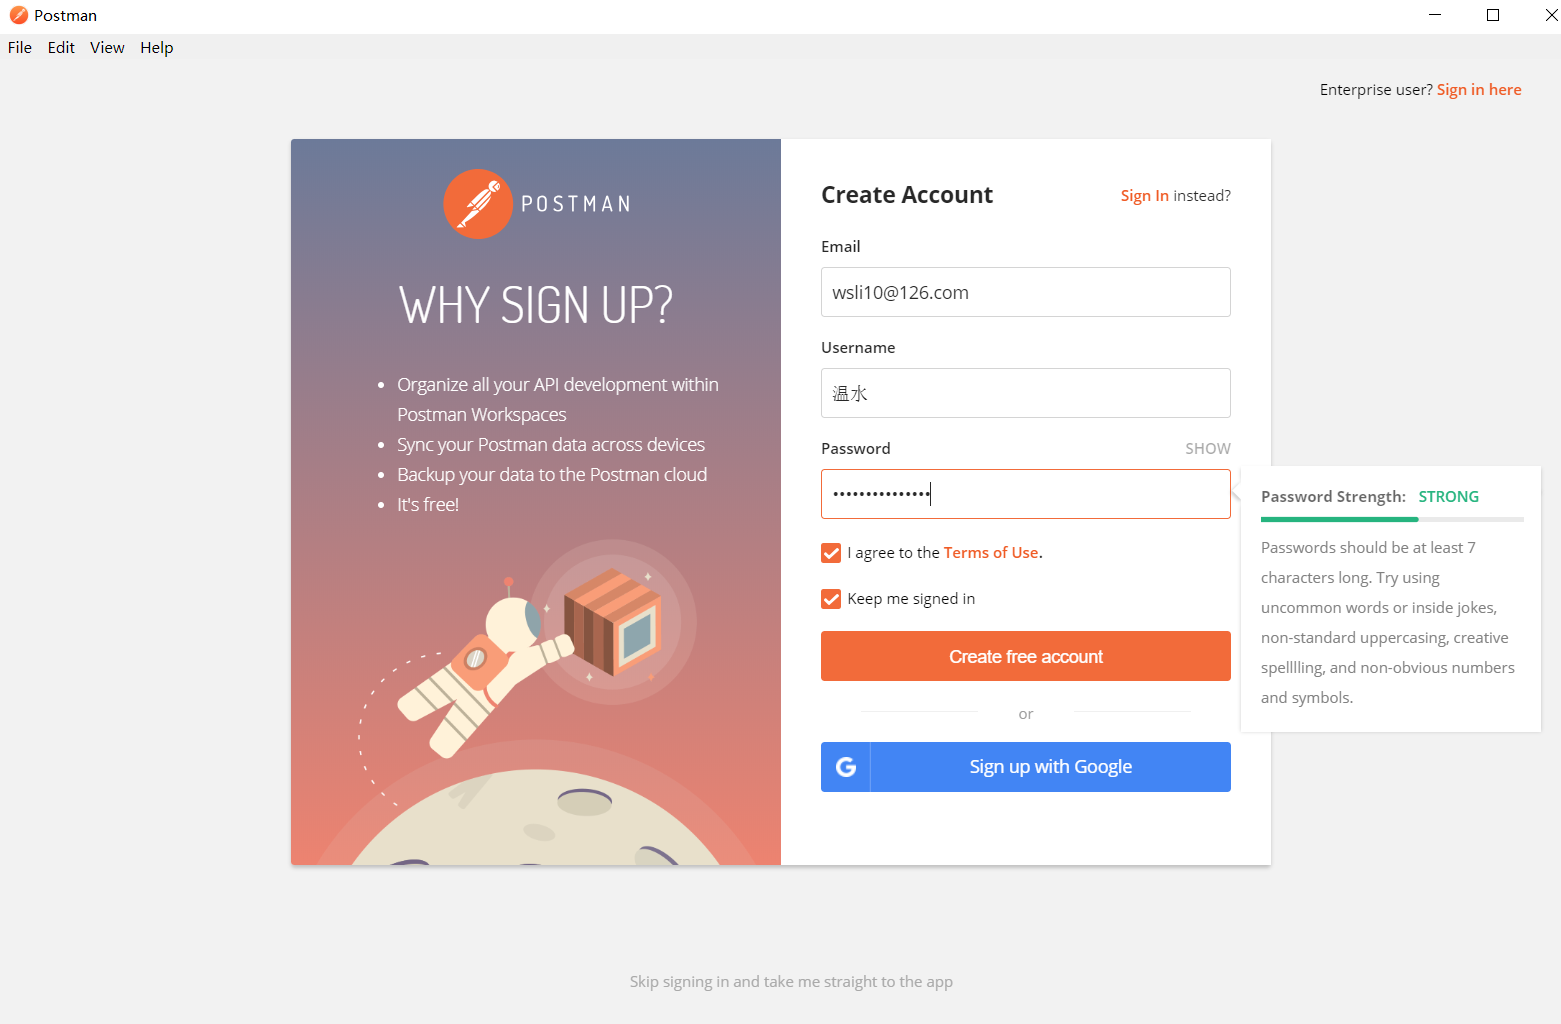 Postman
File Edit View Help
Enterprise user? Sign in here
POSTMAN
WHY SIGN UP?
• Organize all your API development within
Postman Workspaces
• Sync your Postman data across devices
• Backup your data to the Postman cloud
• It's free!
Create Account
Sign In instead?
Email
wsli10@126.com
Username
温水
Password
SHOW
•••••••••••••••
Password Strength: STRONG
Passwords should be at least 7
characters long. Try using
uncommon words or inside jokes,
non-standard uppercasing, creative
spelllling, and non-obvious numbers
and symbols.
I agree to the Terms of Use.
Keep me signed in
Create free account
or
G
Sign up with Google
Skip signing in and take me straight to the app